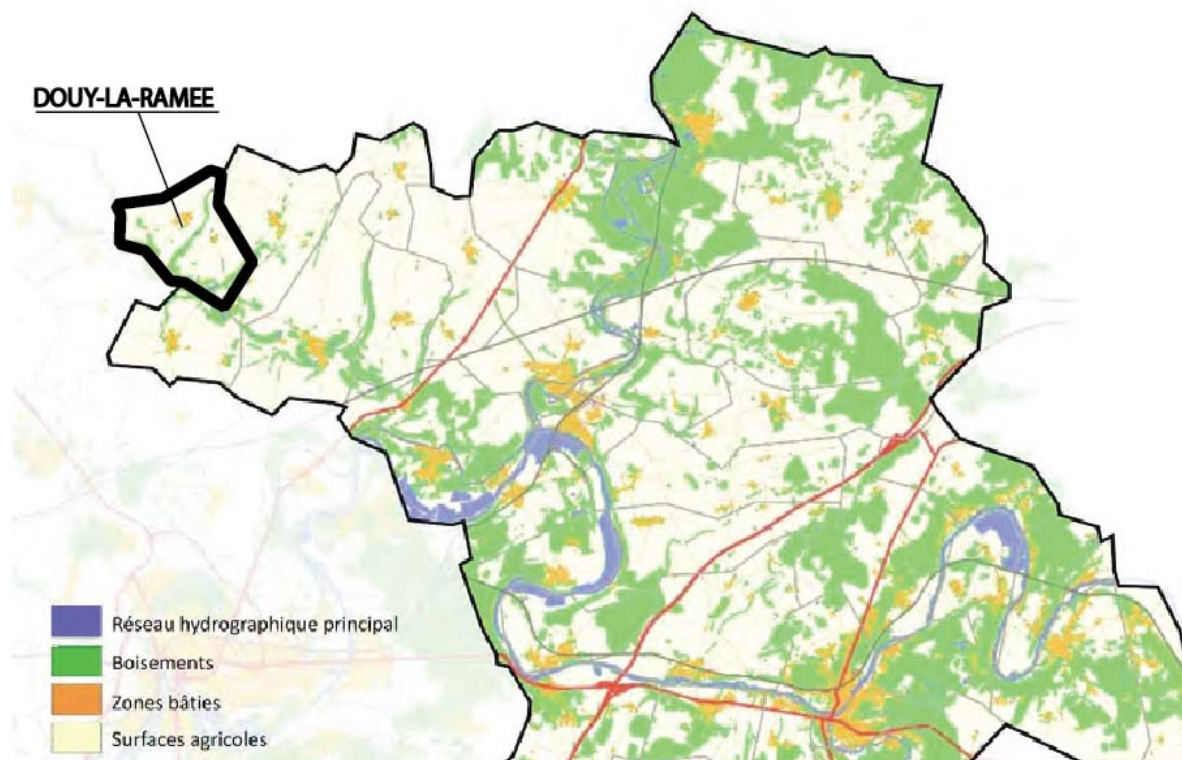 DOUY-LA-RAMEE
Réseau hydrographique principal
Boisements
Zones bâties
Surfaces agricoles